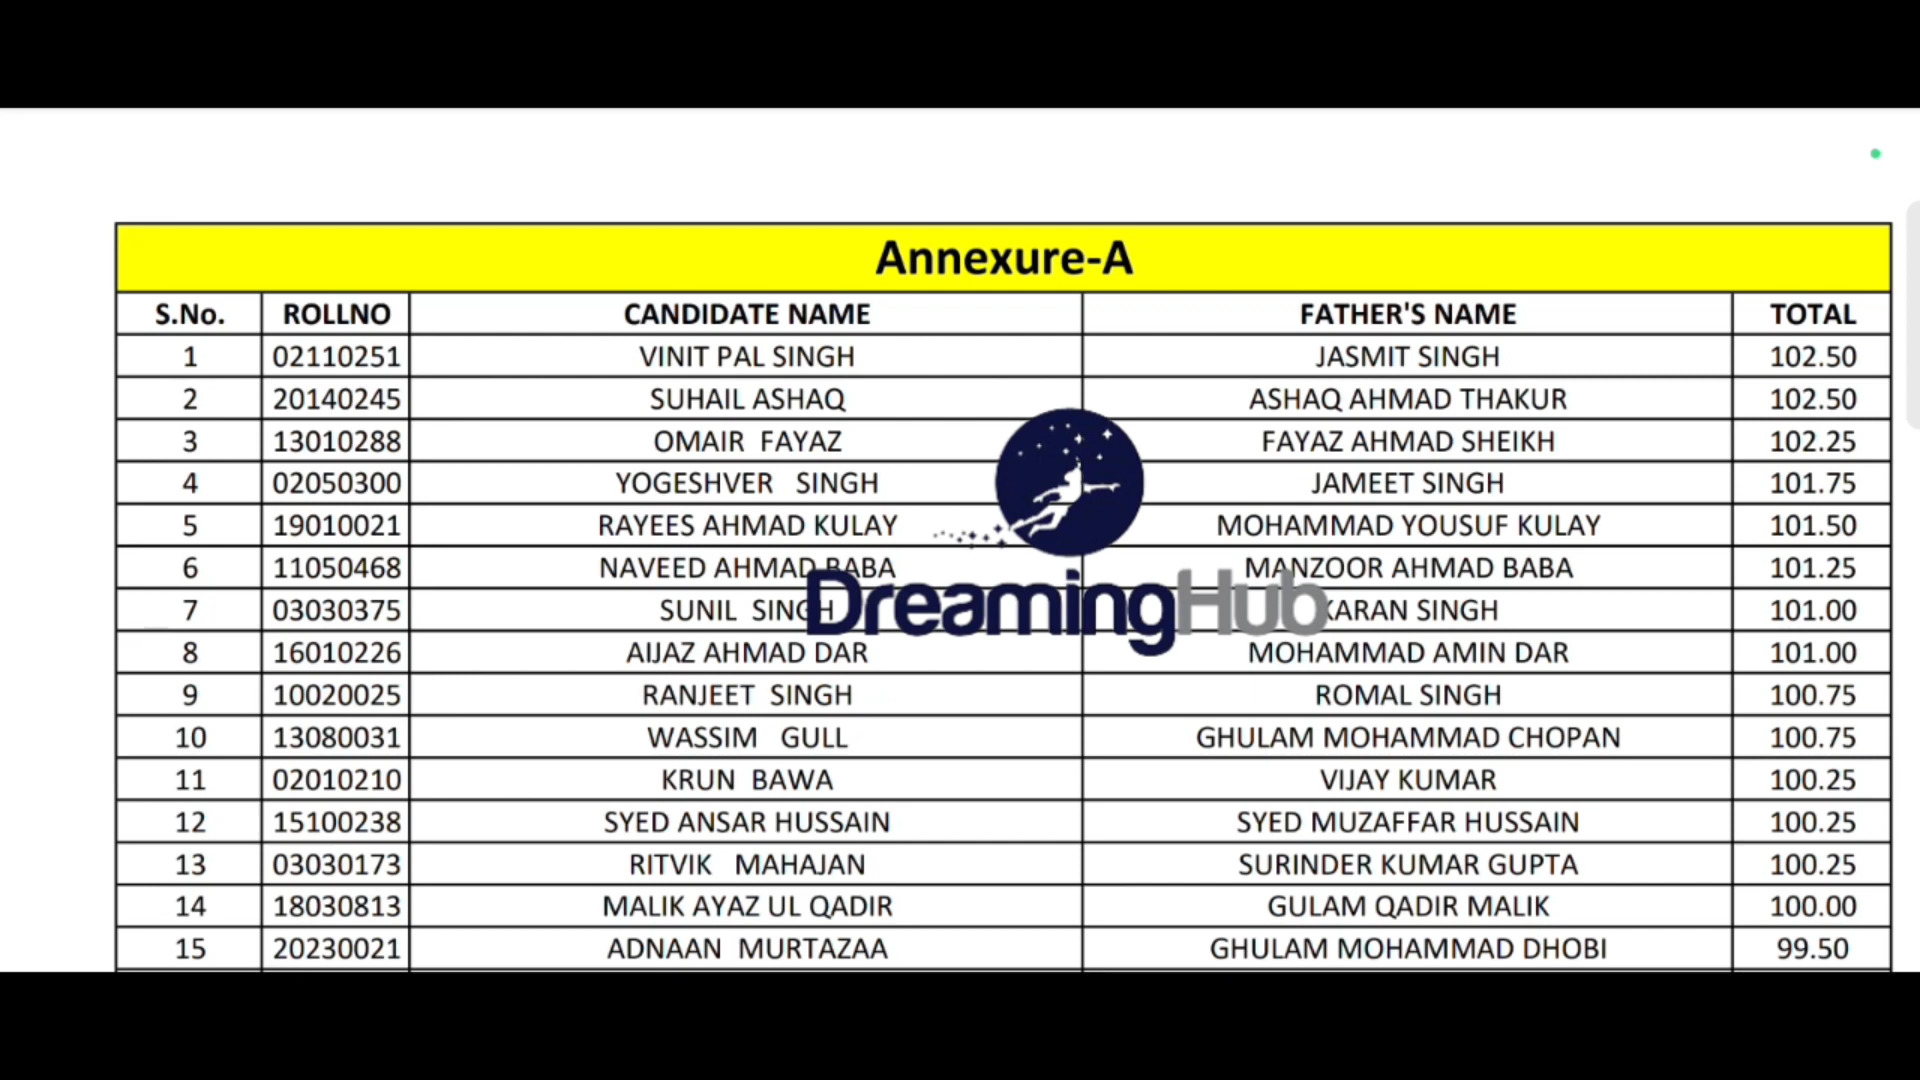 Annexure-A
S.No. ROLLNO CANDIDATE NAME FATHER'S NAME TOTAL
1 02110251 VINIT PAL SINGH JASMIT SINGH 102.50
2 20140245 SUHAIL ASHAQ ASHAQ AHMAD THAKUR 102.50
3 13010288 OMAIR FAYAZ FAYAZ AHMAD SHEIKH 102.25
4 02050300 YOGESHVER SINGH JAMEET SINGH 101.75
5 19010021 RAYEES AHMAD KULAY MOHAMMAD YOUSUF KULAY 101.50
6 11050468 NAVEED AHMAD BABA MANZOOR AHMAD BABA 101.25
DreamingHub
7 03030375 SUNIL SINGH KARAN SINGH 101.00
8 16010226 AIJAZ AHMAD DAR MOHAMMAD AMIN DAR 101.00
9 10020025 RANJEET SINGH ROMAL SINGH 100.75
10 13080031 WASSIM GULL GHULAM MOHAMMAD CHOPAN 100.75
11 02010210 KRUN BAWA VIJAY KUMAR 100.25
12 15100238 SYED ANSAR HUSSAIN SYED MUZAFFAR HUSSAIN 100.25
13 03030173 RITVIK MAHAJAN SURINDER KUMAR GUPTA 100.25
14 18030813 MALIK AYAZ UL QADIR GULAM QADIR MALIK 100.00
15 20230021 ADNAAN MURTAZAA GHULAM MOHAMMAD DHOBI 99.50